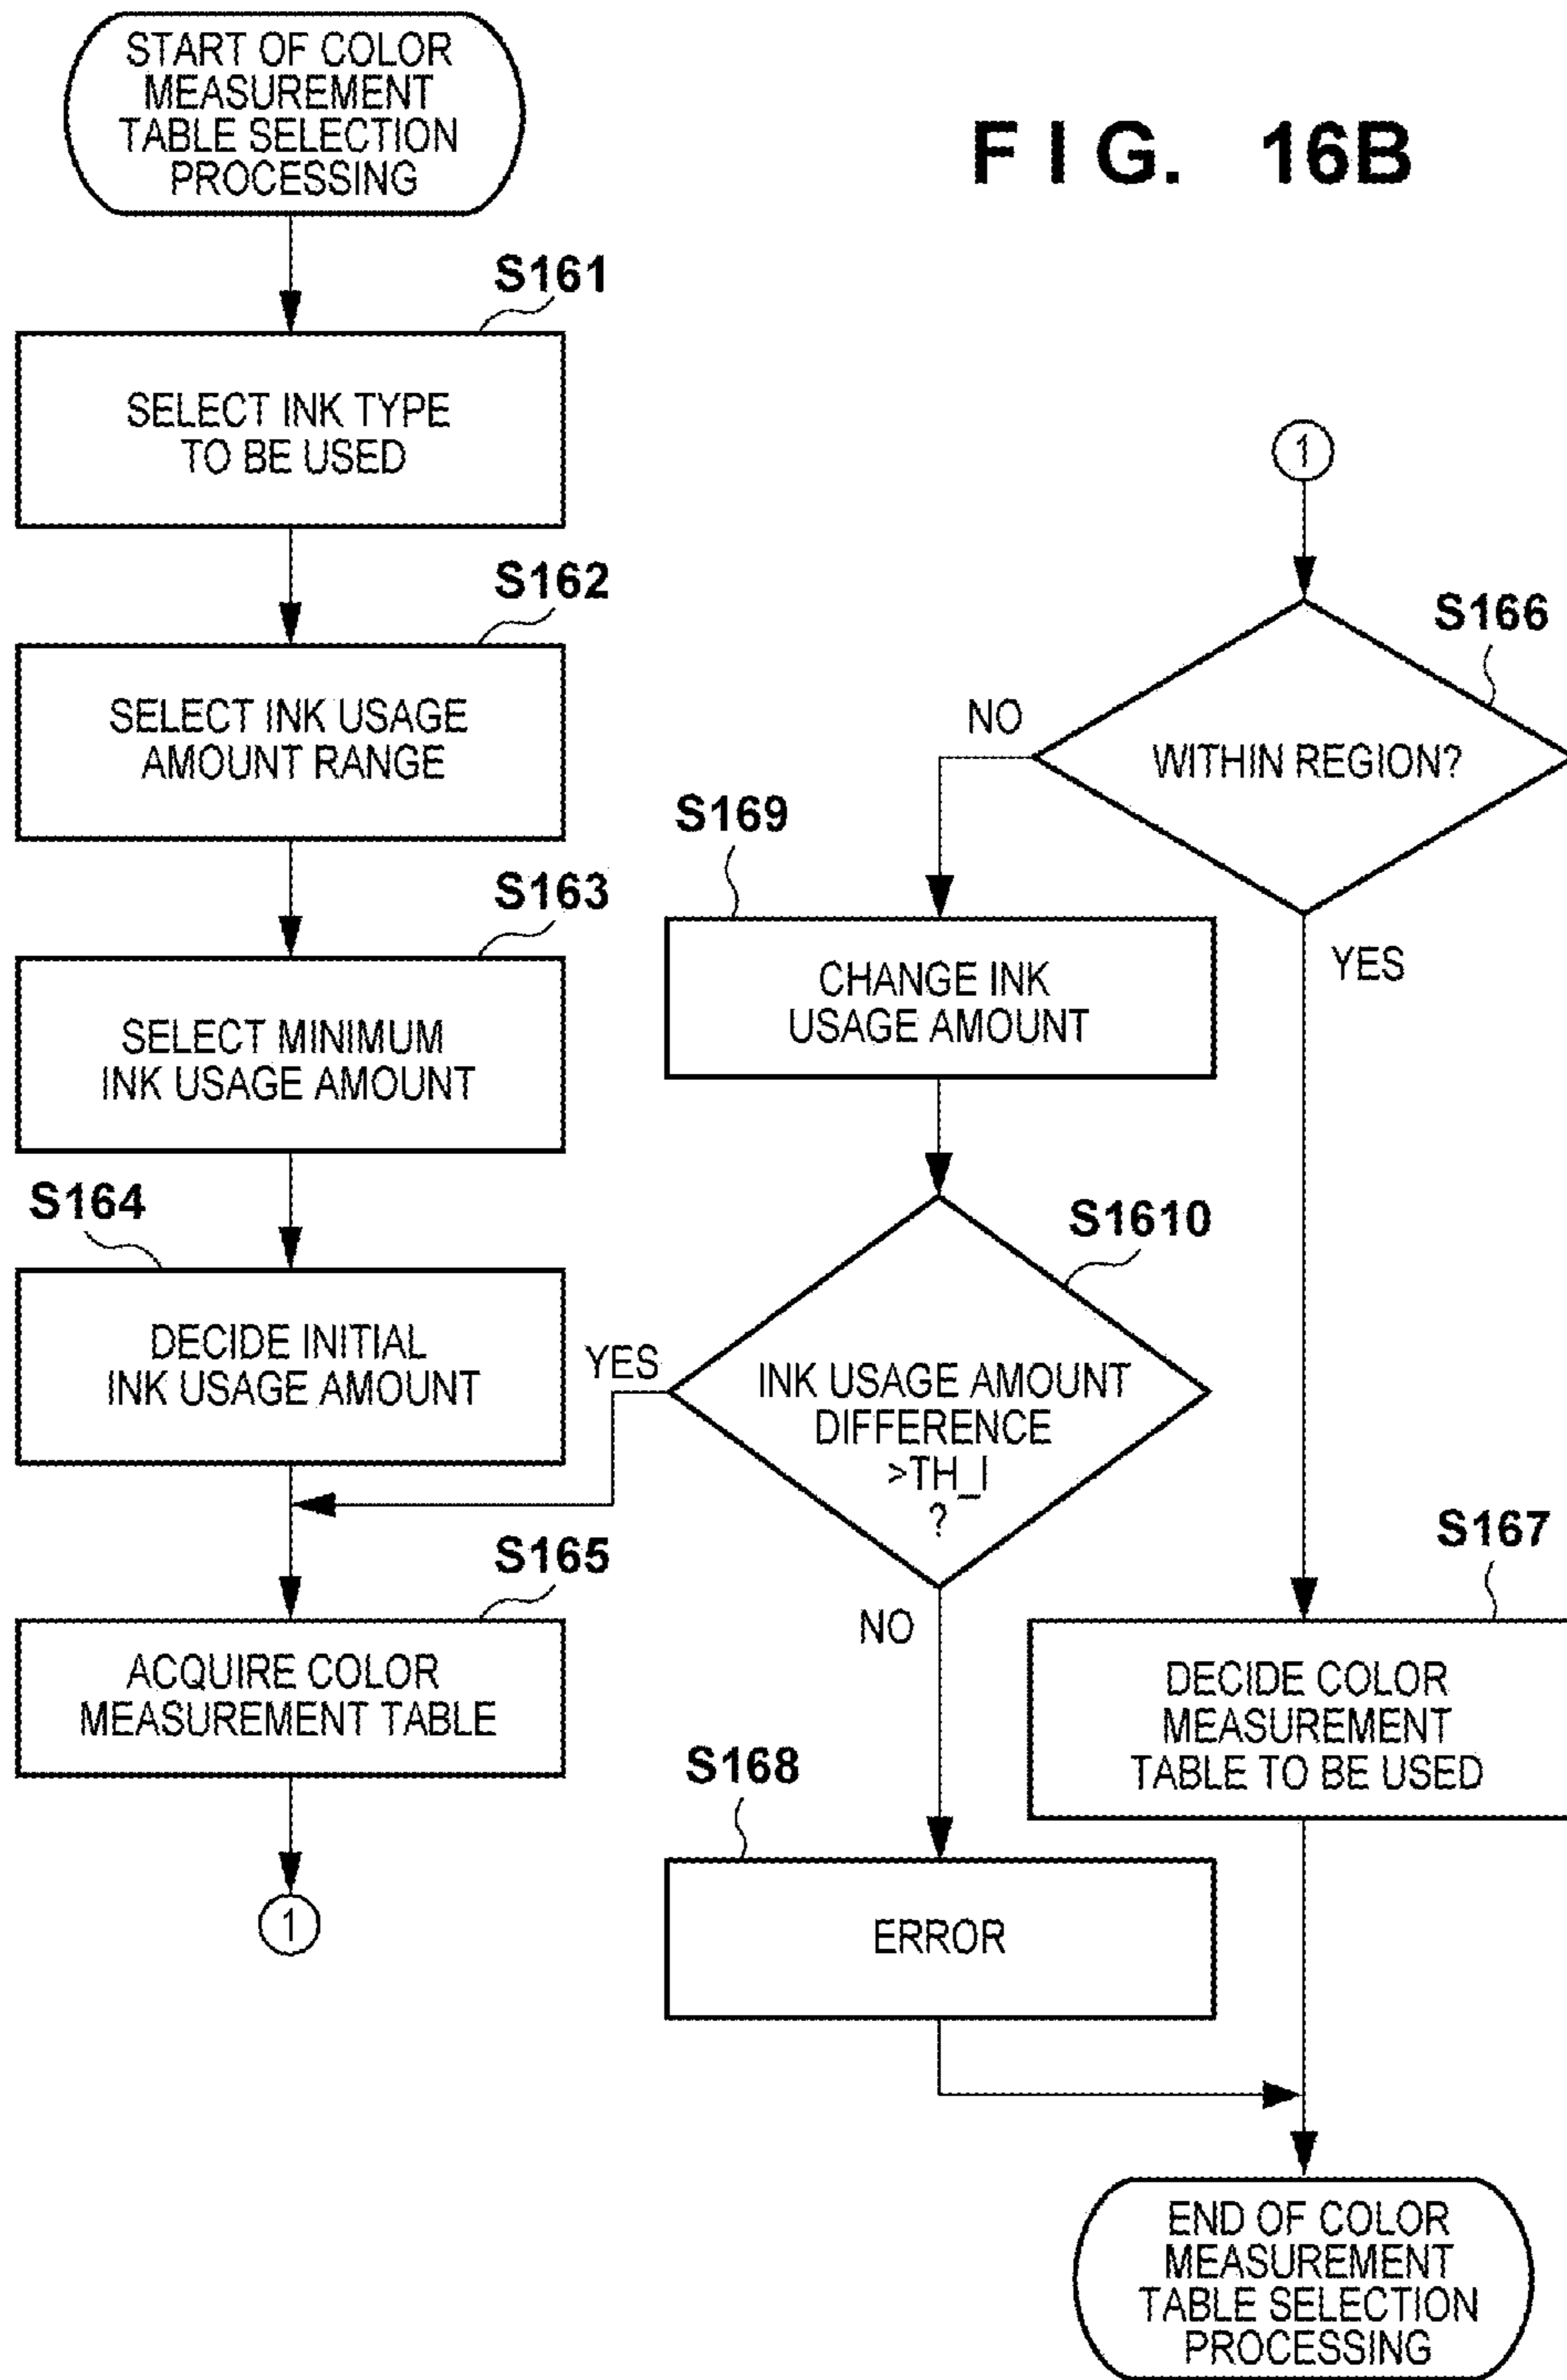 START OF COLOR
MEASUREMENT
TABLE SELECTION
PROCESSING
FIG. 16B
S161
SELECT INK TYPE
TO BE USED
S162
SELECT INK USAGE
AMOUNT RANGE
S163
SELECT MINIMUM
INK USAGE AMOUNT
S164
DECIDE INITIAL
INK USAGE AMOUNT
S165
ACQUIRE COLOR
MEASUREMENT TABLE
1
1
S166
WITHIN REGION?
NO
YES
S169
CHANGE INK
USAGE AMOUNT
S1610
INK USAGE AMOUNT
DIFFERENCE
>TH_I
?
YES
NO
S168
ERROR
S167
DECIDE COLOR
MEASUREMENT
TABLE TO BE USED
END OF COLOR
MEASUREMENT
TABLE SELECTION
PROCESSING